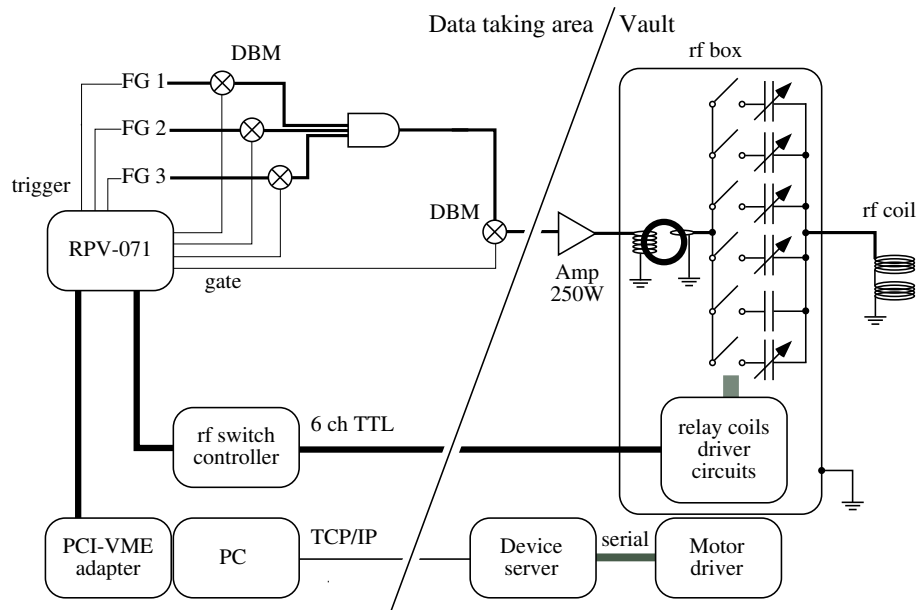 Data taking area
Vault
rf box
DBM
FG 1
FG 2
FG 3
trigger
DBM
rf coil
RPV-071
gate
Amp
250W
rf switch
controller
6 ch TTL
relay coils
driver
circuits
PCI-VME
adapter
PC
TCP/IP
Device
server
serial
Motor
driver